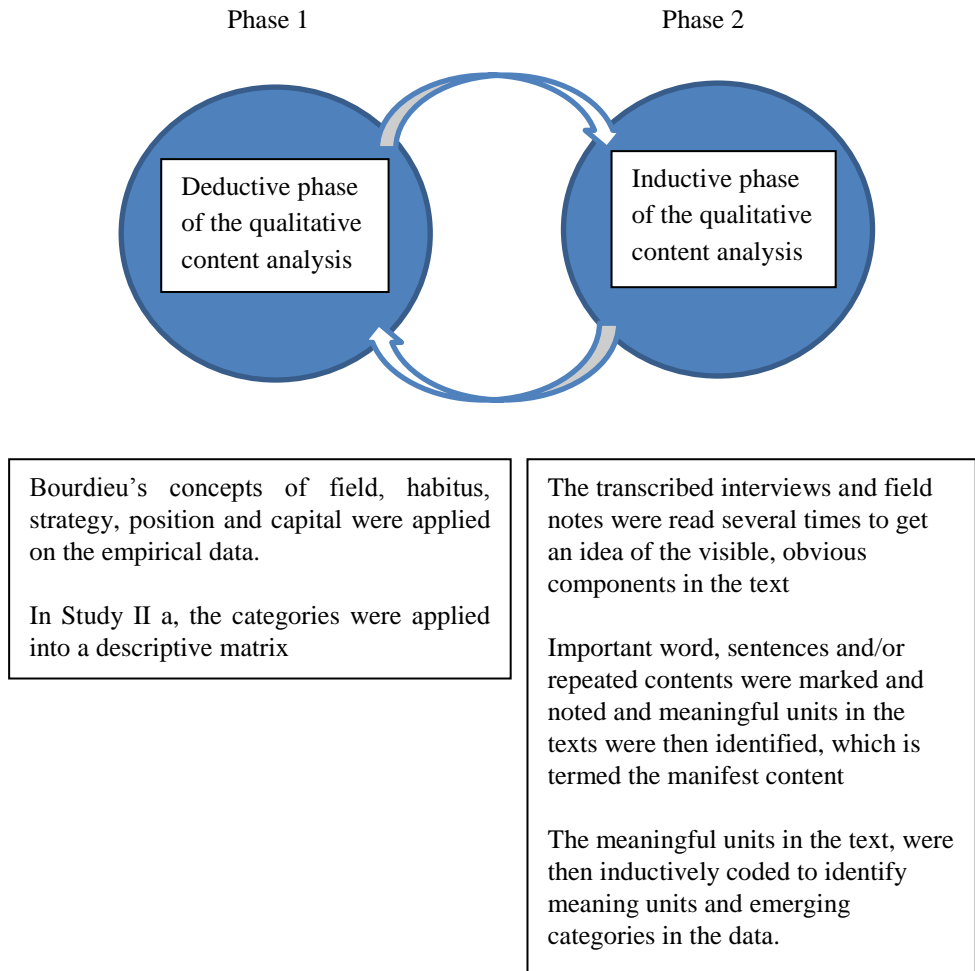 Phase 1
Phase 2
Deductive phase
of the qualitative
content analysis
Inductive phase
of the qualitative
content analysis
Bourdieu's concepts of field, habitus,
strategy, position and capital were applied
on the empirical data.
In Study II a, the categories were applied
into a descriptive matrix
The transcribed interviews and field
notes were read several times to get
an idea of the visible, obvious
components in the text
Important word, sentences and/or
repeated contents were marked and
noted and meaningful units in the
texts were then identified, which is
termed the manifest content
The meaningful units in the text, were
then inductively coded to identify
meaning units and emerging
categories in the data.